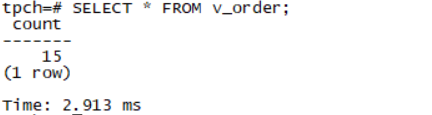 tpch=# SELECT * FROM v_order;
count
-------
15
(1 row)
Time: 2.913 ms